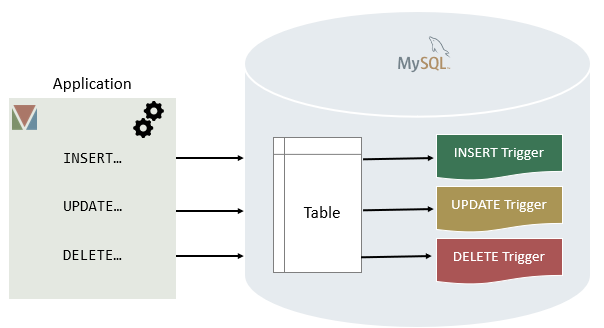 MySQL
Application
INSERT...
UPDATE...
DELETE...
Table
INSERT Trigger
UPDATE Trigger
DELETE Trigger